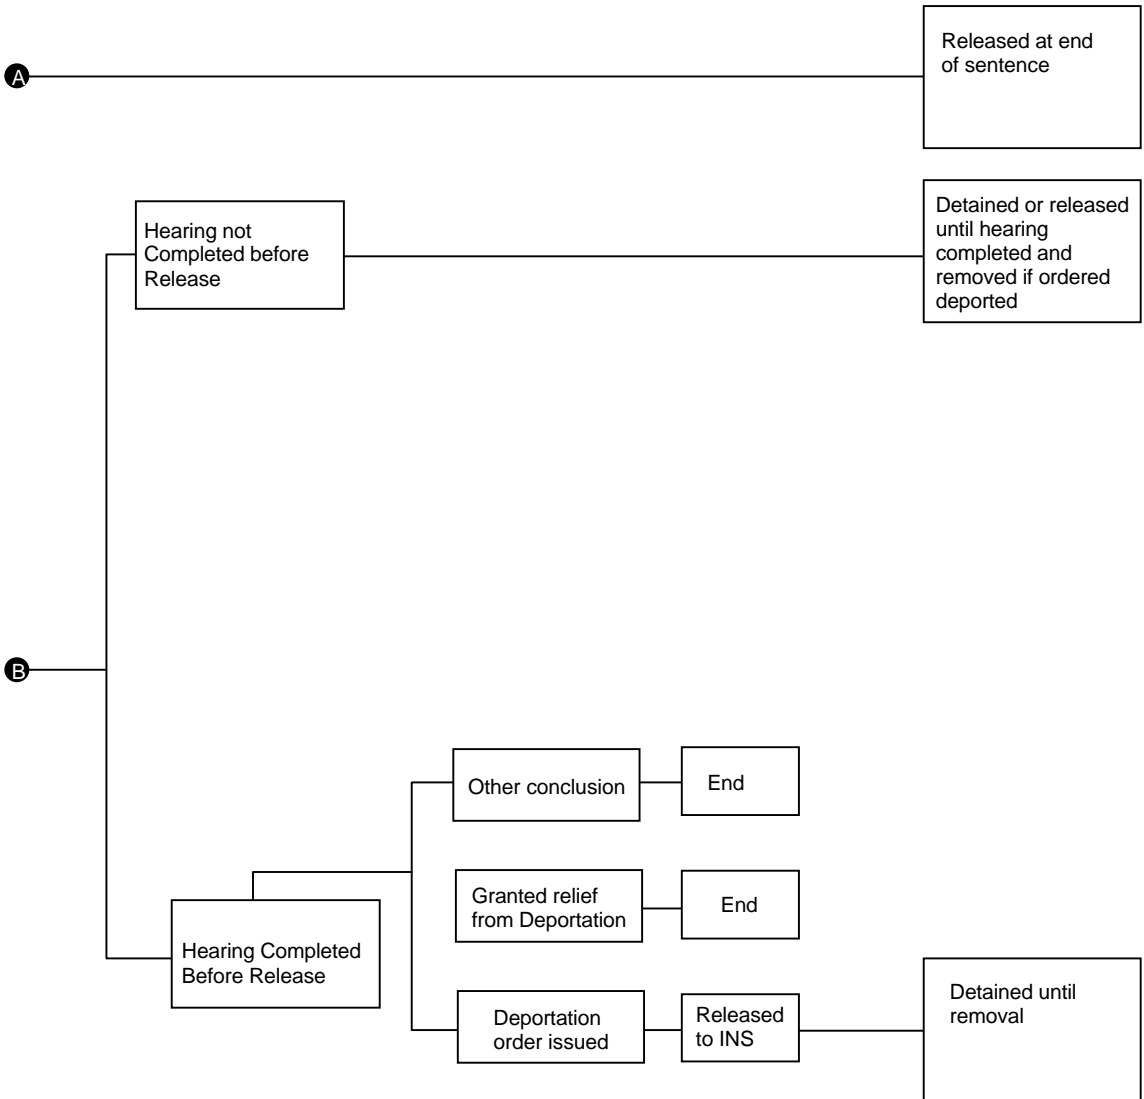 A
Released at end
of sentence
Hearing not
Completed before
Release
Detained or released
until hearing
completed and
removed if ordered
deported
B
Other conclusion
End
Granted relief
from Deportation
End
Hearing Completed
Before Release
Deportation
order issued
Released
to INS
Detained until
removal